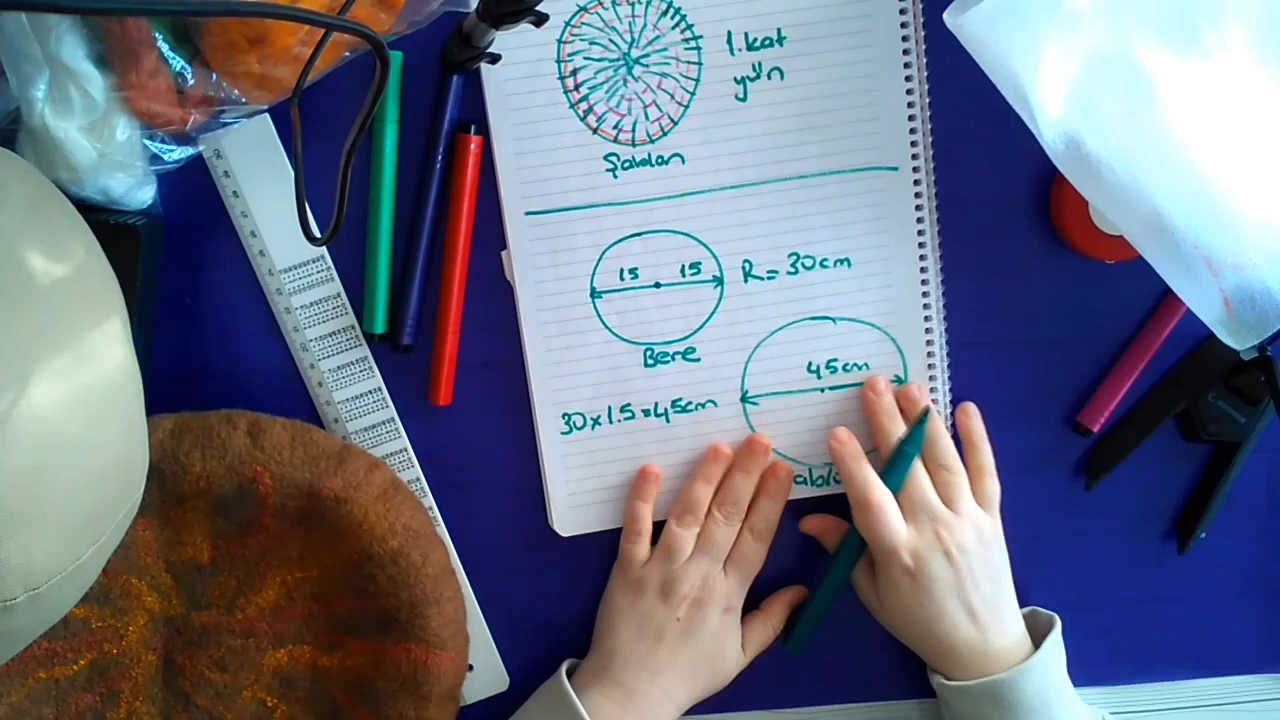 1.kat
yün
Şablon
15 15
R=30cm
Bere
45cm
30x1.5=45cm